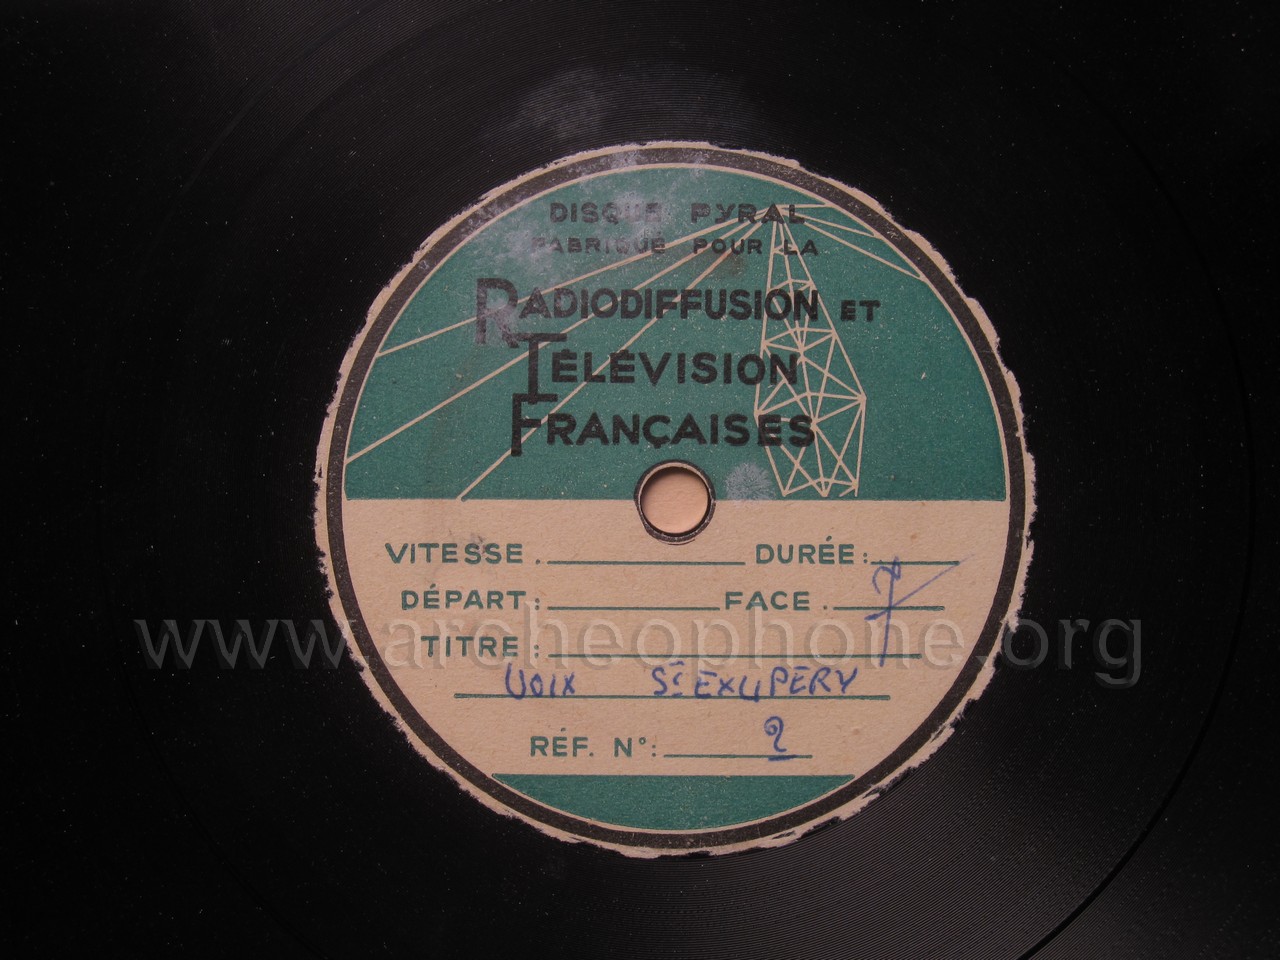 DISQUE PYRAL
FABRIQUÉ POUR LA
RADIODIFFUSION ET
TÉLÉVISION
FRANÇAISES
VITESSE . DURÉE :
DÉPART : FACE .
TITRE :
www.archeophone.org
VOIX St EXUPERY
RÉF. N° : 2